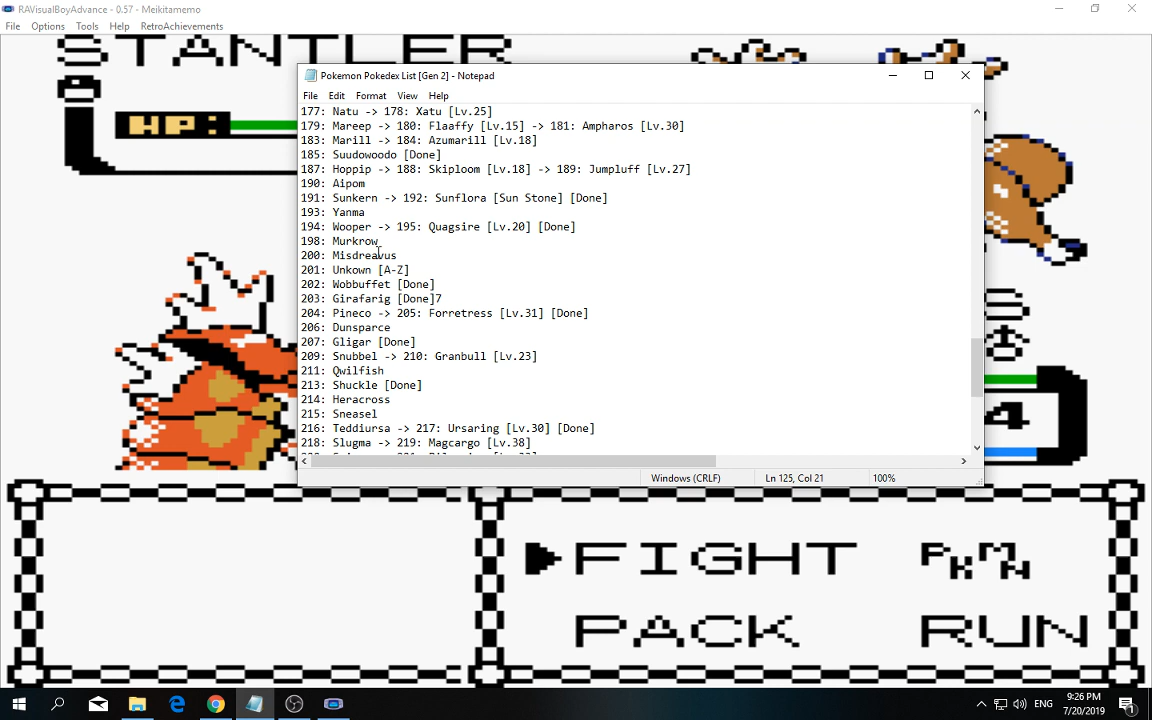 RAVisualBoyAdvance - 0.57 - Meikitamemo
File Options Tools Help RetroAchievements
STANTLER
HP:
Pokemon Pokedex List [Gen 2] - Notepad
File Edit Format View Help
177: Natu -> 178: Xatu [Lv.25]
179: Mareep -> 180: Flaaffy [Lv.15] -> 181: Ampharos [Lv.30]
183: Marill -> 184: Azumarill [Lv.18]
185: Suudowoodo [Done]
187: Hoppip -> 188: Skiploom [Lv.18] -> 189: Jumpluff [Lv.27]
190: Aipom
191: Sunkern -> 192: Sunflora [Sun Stone] [Done]
193: Yanma
194: Wooper -> 195: Quagsire [Lv.20] [Done]
198: Murkrow
200: Misdreavus
201: Unkown [A-Z]
202: Wobbuffet [Done]
203: Girafarig [Done]7
204: Pineco -> 205: Forretress [Lv.31] [Done]
206: Dunsparce
207: Gligar [Done]
209: Snubbel -> 210: Granbull [Lv.23]
211: Qwilfish
213: Shuckle [Done]
214: Heracross
215: Sneasel
216: Teddiursa -> 217: Ursaring [Lv.30] [Done]
218: Slugma -> 219: Magcargo [Lv.38]
Windows (CRLF) Ln 125, Col 21 100%
S
4
FIGHT PKMN
PACK RUN
ENG
9:26 PM
7/20/2019
1